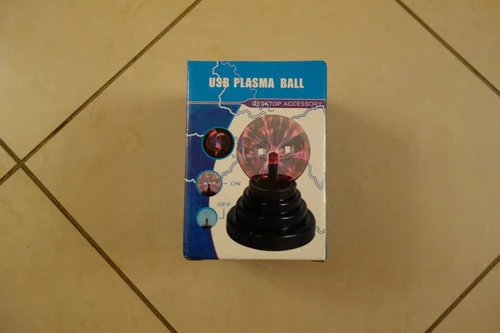 USB PLASMA BALL
DESKTOP ACCESSORY
ON
OFF